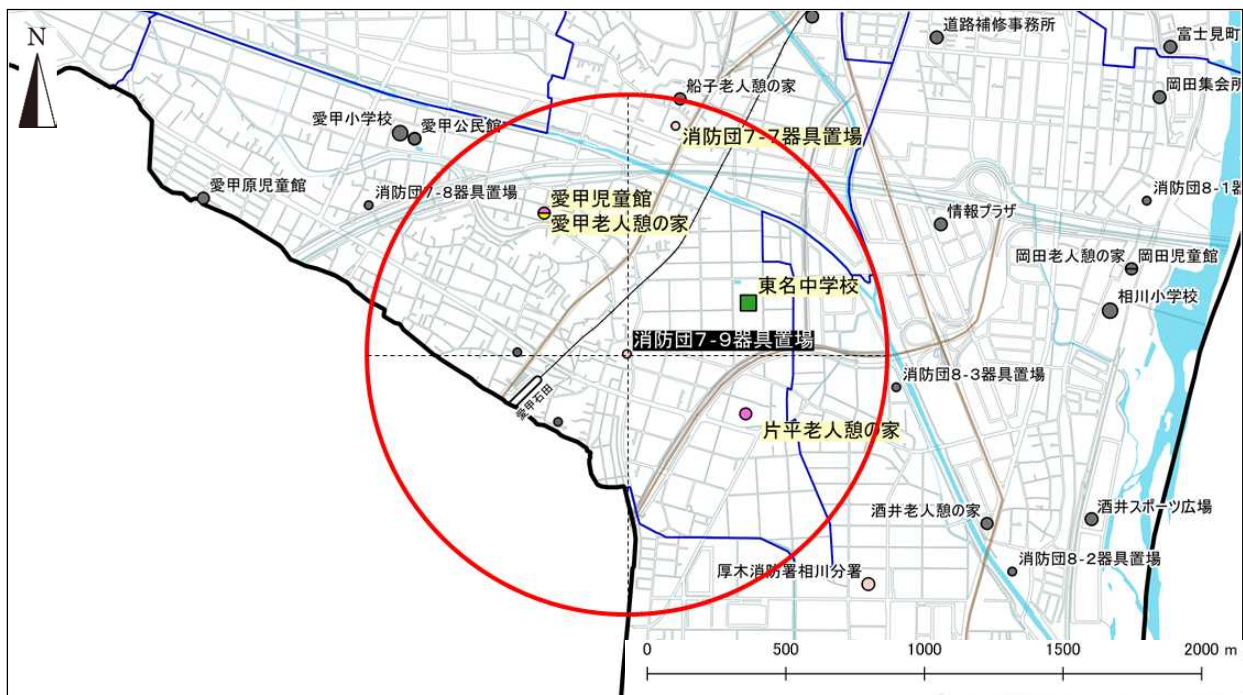 N
道路補修事務所
富士見町
船子老人憩の家
岡田集会所
愛甲小学校
愛甲公民館
消防団7-7器具置場
愛甲原児童館
消防団7-8器具置場
愛甲児童館
愛甲老人憩の家
消防団8-1器
情報プラザ
岡田老人憩の家
岡田児童館
東名中学校
相川小学校
消防団7-9器具置場
愛甲石田
消防団8-3器具置場
片平老人憩の家
酒井老人憩の家
酒井スポーツ広場
消防団8-2器具置場
厚木消防署相川分署
0 500 1000 1500 2000 m